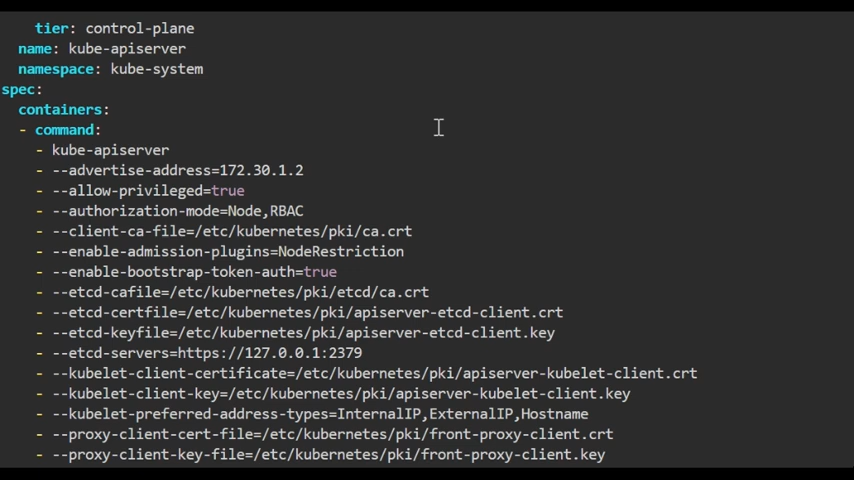 tier: control-plane
name: kube-apiserver
namespace: kube-system
spec:
containers:
- command:
- kube-apiserver
- --advertise-address=172.30.1.2
- --allow-privileged=true
- --authorization-mode=Node,RBAC
- --client-ca-file=/etc/kubernetes/pki/ca.crt
- --enable-admission-plugins=NodeRestriction
- --enable-bootstrap-token-auth=true
- --etcd-cafile=/etc/kubernetes/pki/etcd/ca.crt
- --etcd-certfile=/etc/kubernetes/pki/apiserver-etcd-client.crt
- --etcd-keyfile=/etc/kubernetes/pki/apiserver-etcd-client.key
- --etcd-servers=https://127.0.0.1:2379
- --kubelet-client-certificate=/etc/kubernetes/pki/apiserver-kubelet-client.crt
- --kubelet-client-key=/etc/kubernetes/pki/apiserver-kubelet-client.key
- --kubelet-preferred-address-types=InternalIP,ExternalIP,Hostname
- --proxy-client-cert-file=/etc/kubernetes/pki/front-proxy-client.crt
- --proxy-client-key-file=/etc/kubernetes/pki/front-proxy-client.key